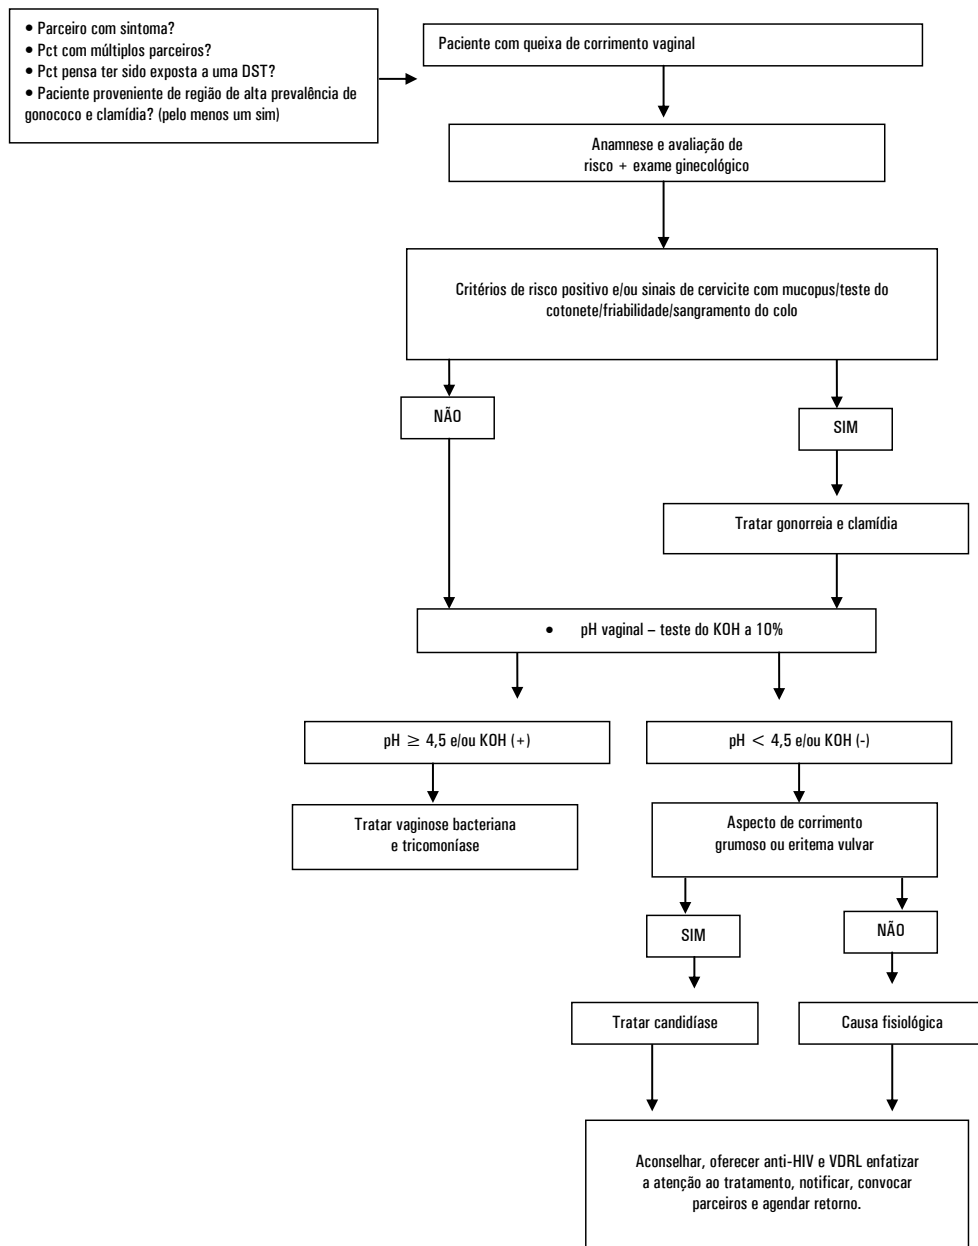 • Parceiro com sintoma?
• Pct com múltiplos parceiros?
• Pct pensa ter sido exposta a uma DST?
• Paciente proveniente de região de alta prevalência de
gonococo e clamídia? (pelo menos um sim)
Paciente com queixa de corrimento vaginal
Anamnese e avaliação de
risco + exame ginecológico
Critérios de risco positivo e/ou sinais de cervicite com mucopus/teste do
cotonete/friabilidade/sangramento do colo
NÃO
SIM
Tratar gonorreia e clamídia
• pH vaginal – teste do KOH a 10%
pH ≥ 4,5 e/ou KOH (+)
pH < 4,5 e/ou KOH (-)
Tratar vaginose bacteriana
e tricomoníase
Aspecto de corrimento
grumoso ou eritema vulvar
SIM
NÃO
Tratar candidíase
Causa fisiológica
Aconselhar, oferecer anti-HIV e VDRL enfatizar
a atenção ao tratamento, notificar, convocar
parceiros e agendar retorno.